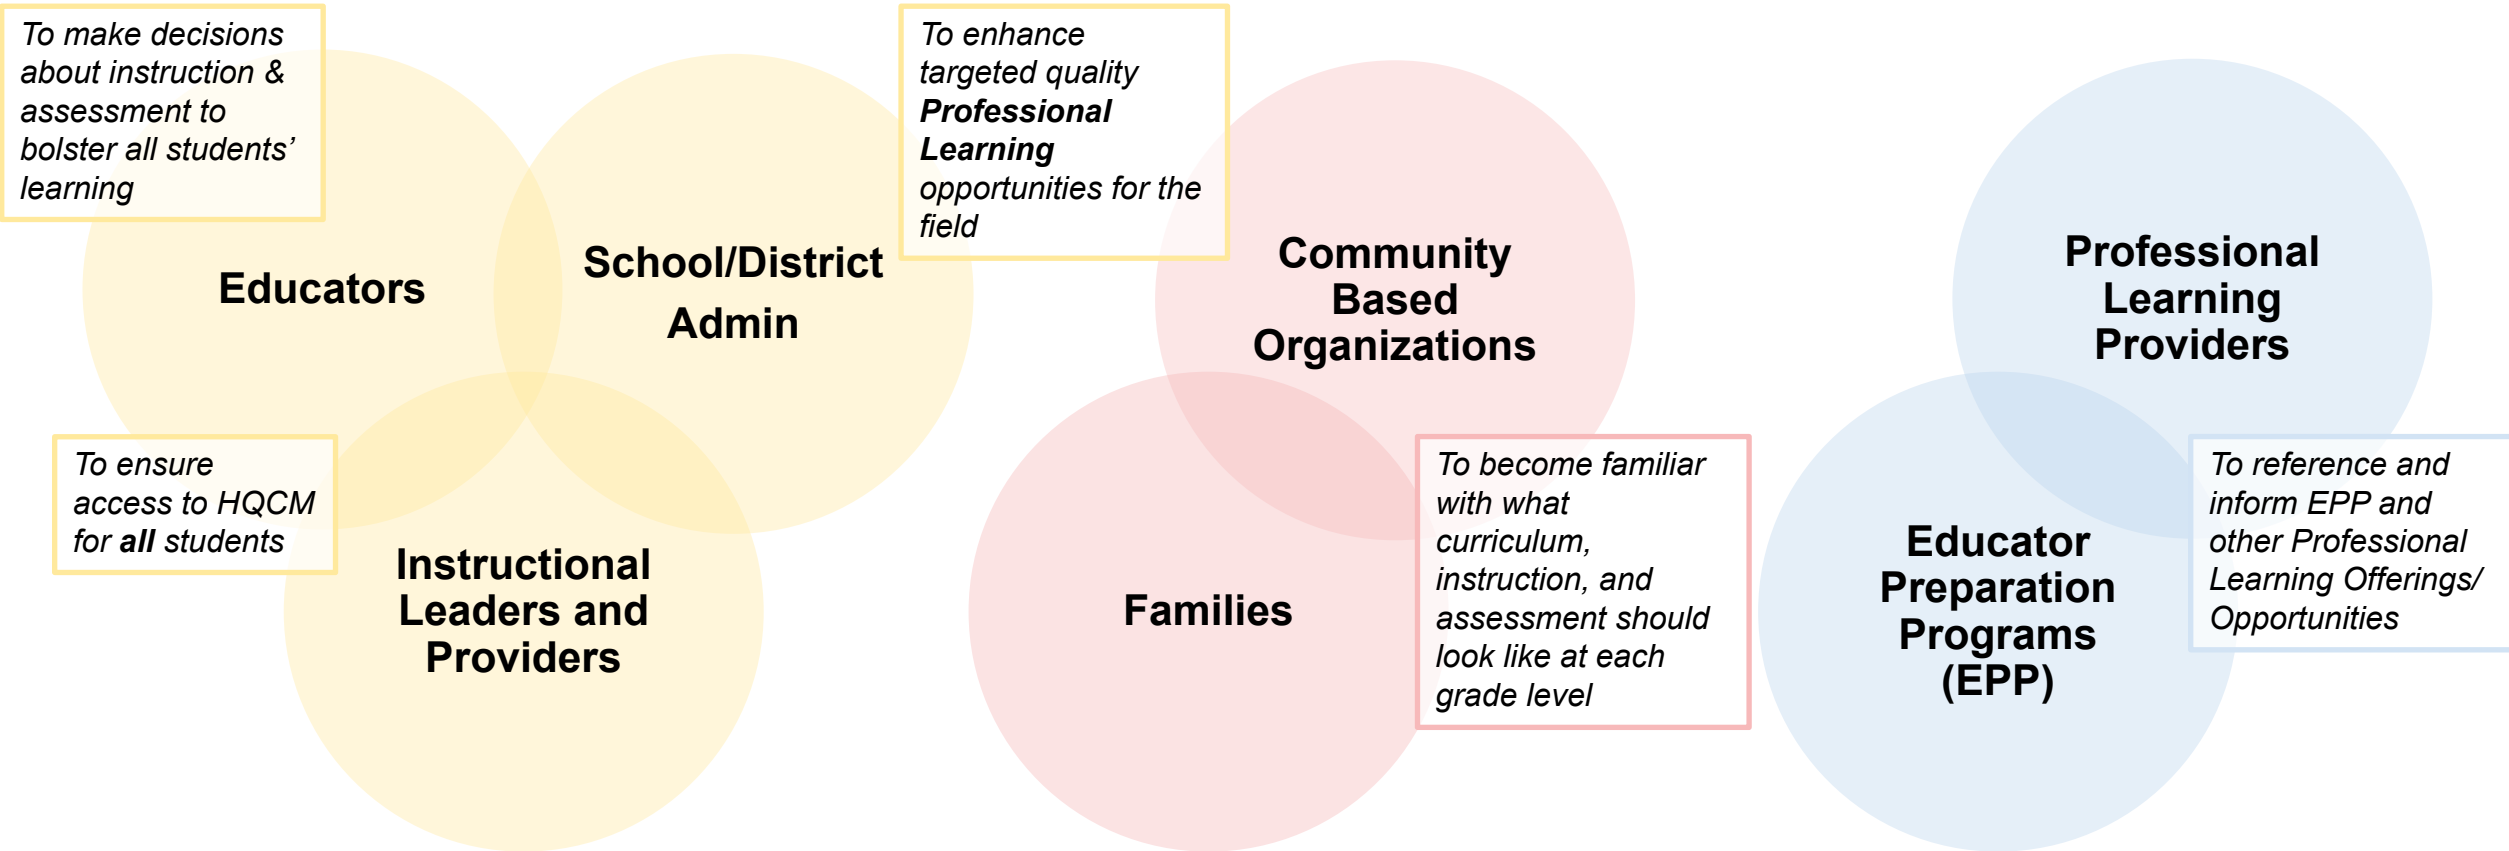 To make decisions
about instruction &
assessment to
bolster all students’
learning
Educators
School/District
Admin
To enhance
targeted quality
Professional
Learning
opportunities for the
field
To ensure
access to HQCM
for all students
Instructional
Leaders and
Providers
Community
Based
Organizations
Families
To become familiar
with what
curriculum,
instruction, and
assessment should
look like at each
grade level
Professional
Learning
Providers
Educator
Preparation
Programs
(EPP)
To reference and
inform EPP and
other Professional
Learning Offerings/
Opportunities